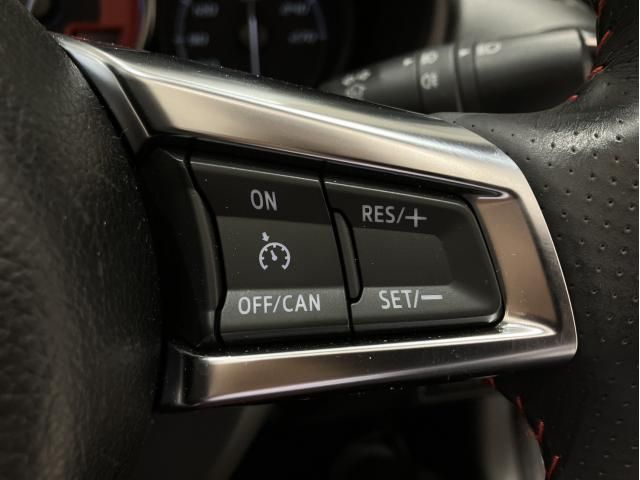 ON
RES/+
OFF/CAN
SET/−